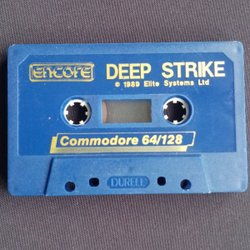 encore DEEP STRIKE
© 1989 Elite Systems Ltd
Commodore 64/128
DURELL